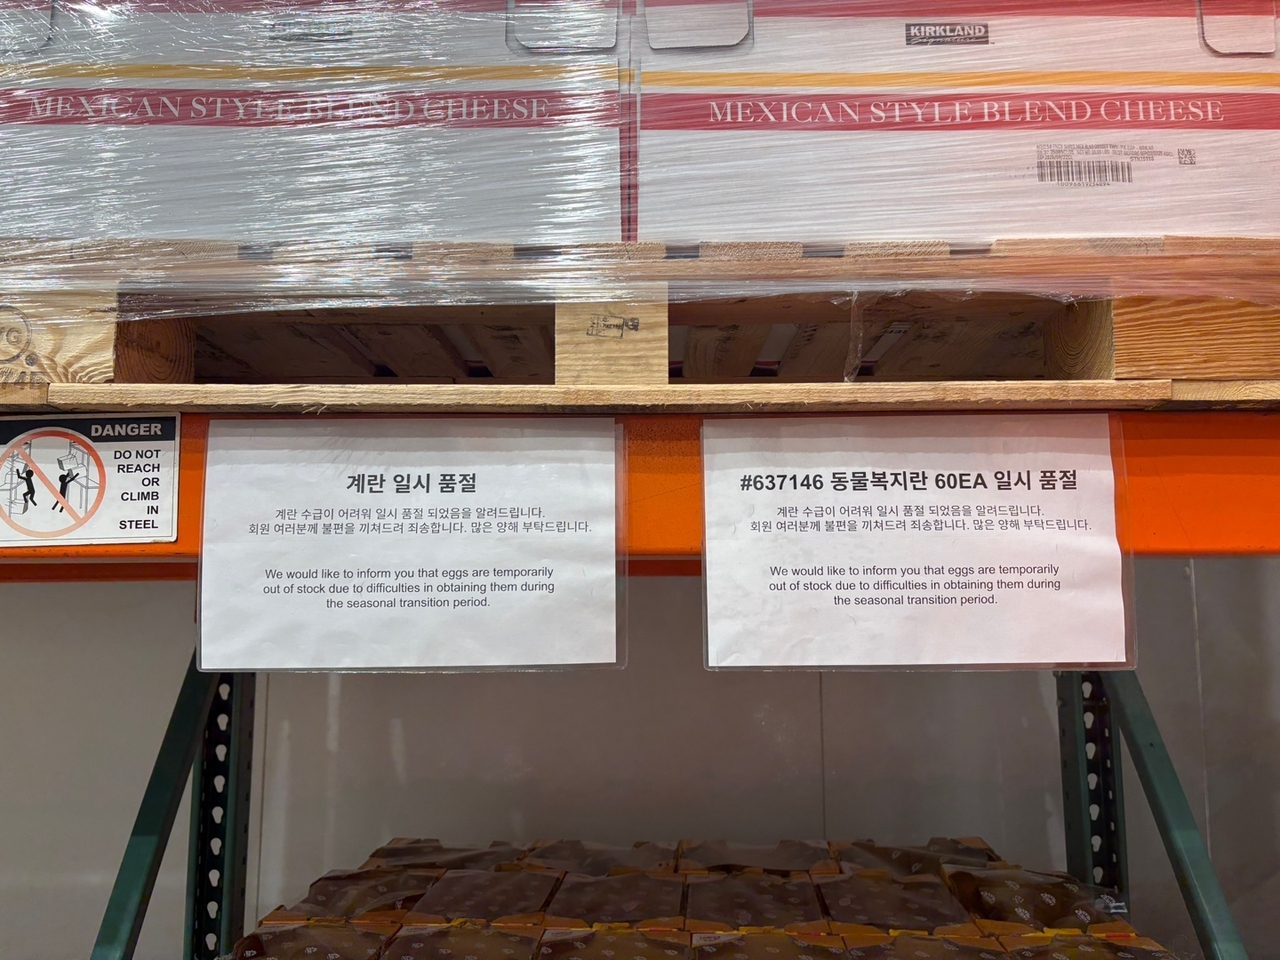 KIRKLAND
Signature
MEXICAN STYLE BLEND CHEESE
MEXICAN STYLE BLEND CHEESE
DANGER
DO NOT
REACH
OR
CLIMB
IN
STEEL
계란 일시 품절
계란 수급이 어려워 일시 품절 되었음을 알려드립니다.
회원 여러분께 불편을 끼쳐드려 죄송합니다. 많은 양해 부탁드립니다.
We would like to inform you that eggs are temporarily
out of stock due to difficulties in obtaining them during
the seasonal transition period.
#637146 동물복지란 60EA 일시 품절
계란 수급이 어려워 일시 품절 되었음을 알려드립니다.
회원 여러분께 불편을 끼쳐드려 죄송합니다. 많은 양해 부탁드립니다.
We would like to inform you that eggs are temporarily
out of stock due to difficulties in obtaining them during
the seasonal transition period.